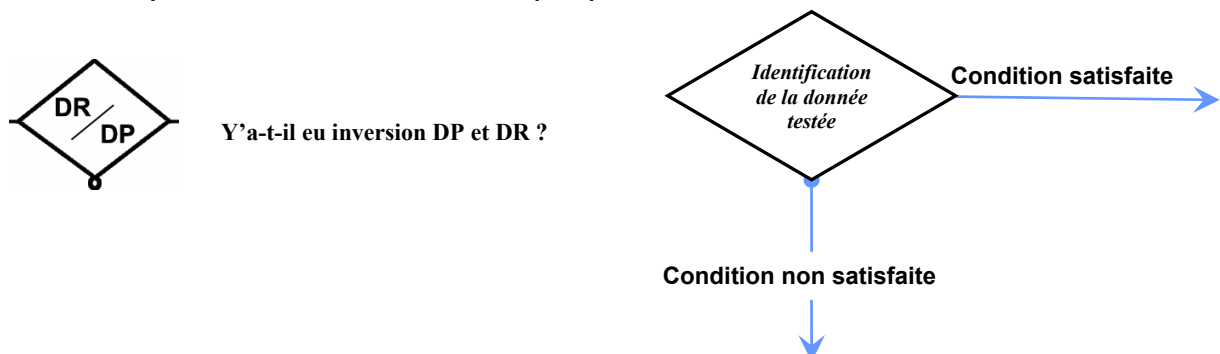 DR
DP
Y'a-t-il eu inversion DP et DR ?
Identification
de la donnée
testée
Condition satisfaite
Condition non satisfaite